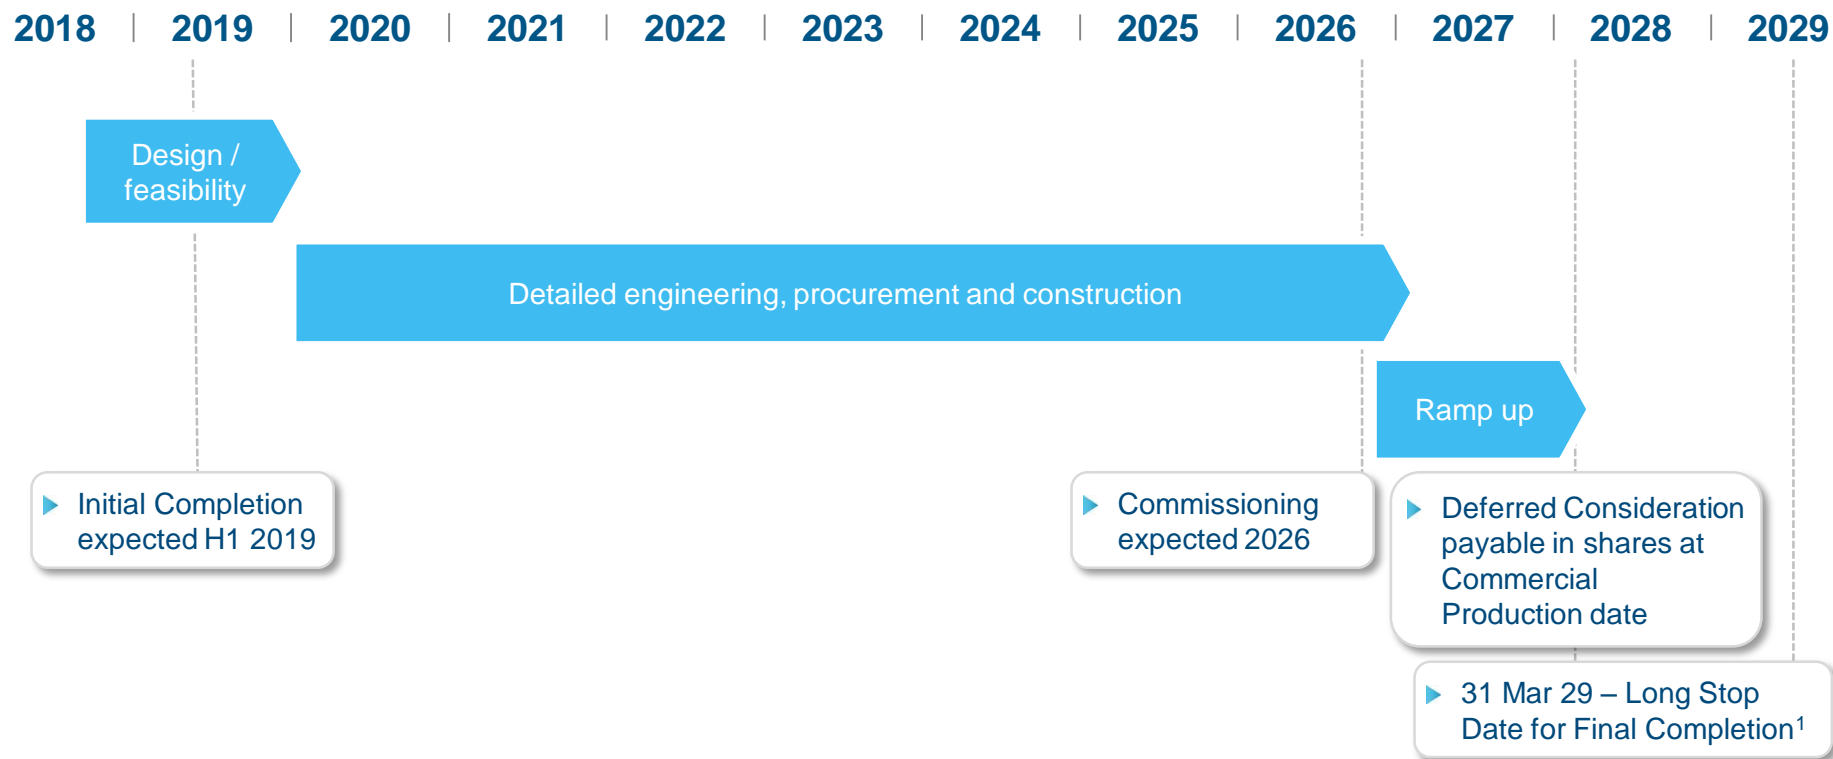 2018 | 2019 | 2020 | 2021 | 2022 | 2023 | 2024 | 2025 | 2026 | 2027 | 2028 | 2029
Design /
feasibility
Detailed engineering, procurement and construction
Ramp up
Initial Completion
expected H1 2019
Commissioning
expected 2026
Deferred Consideration
payable in shares at
Commercial
Production date
31 Mar 29 – Long Stop
Date for Final Completion¹